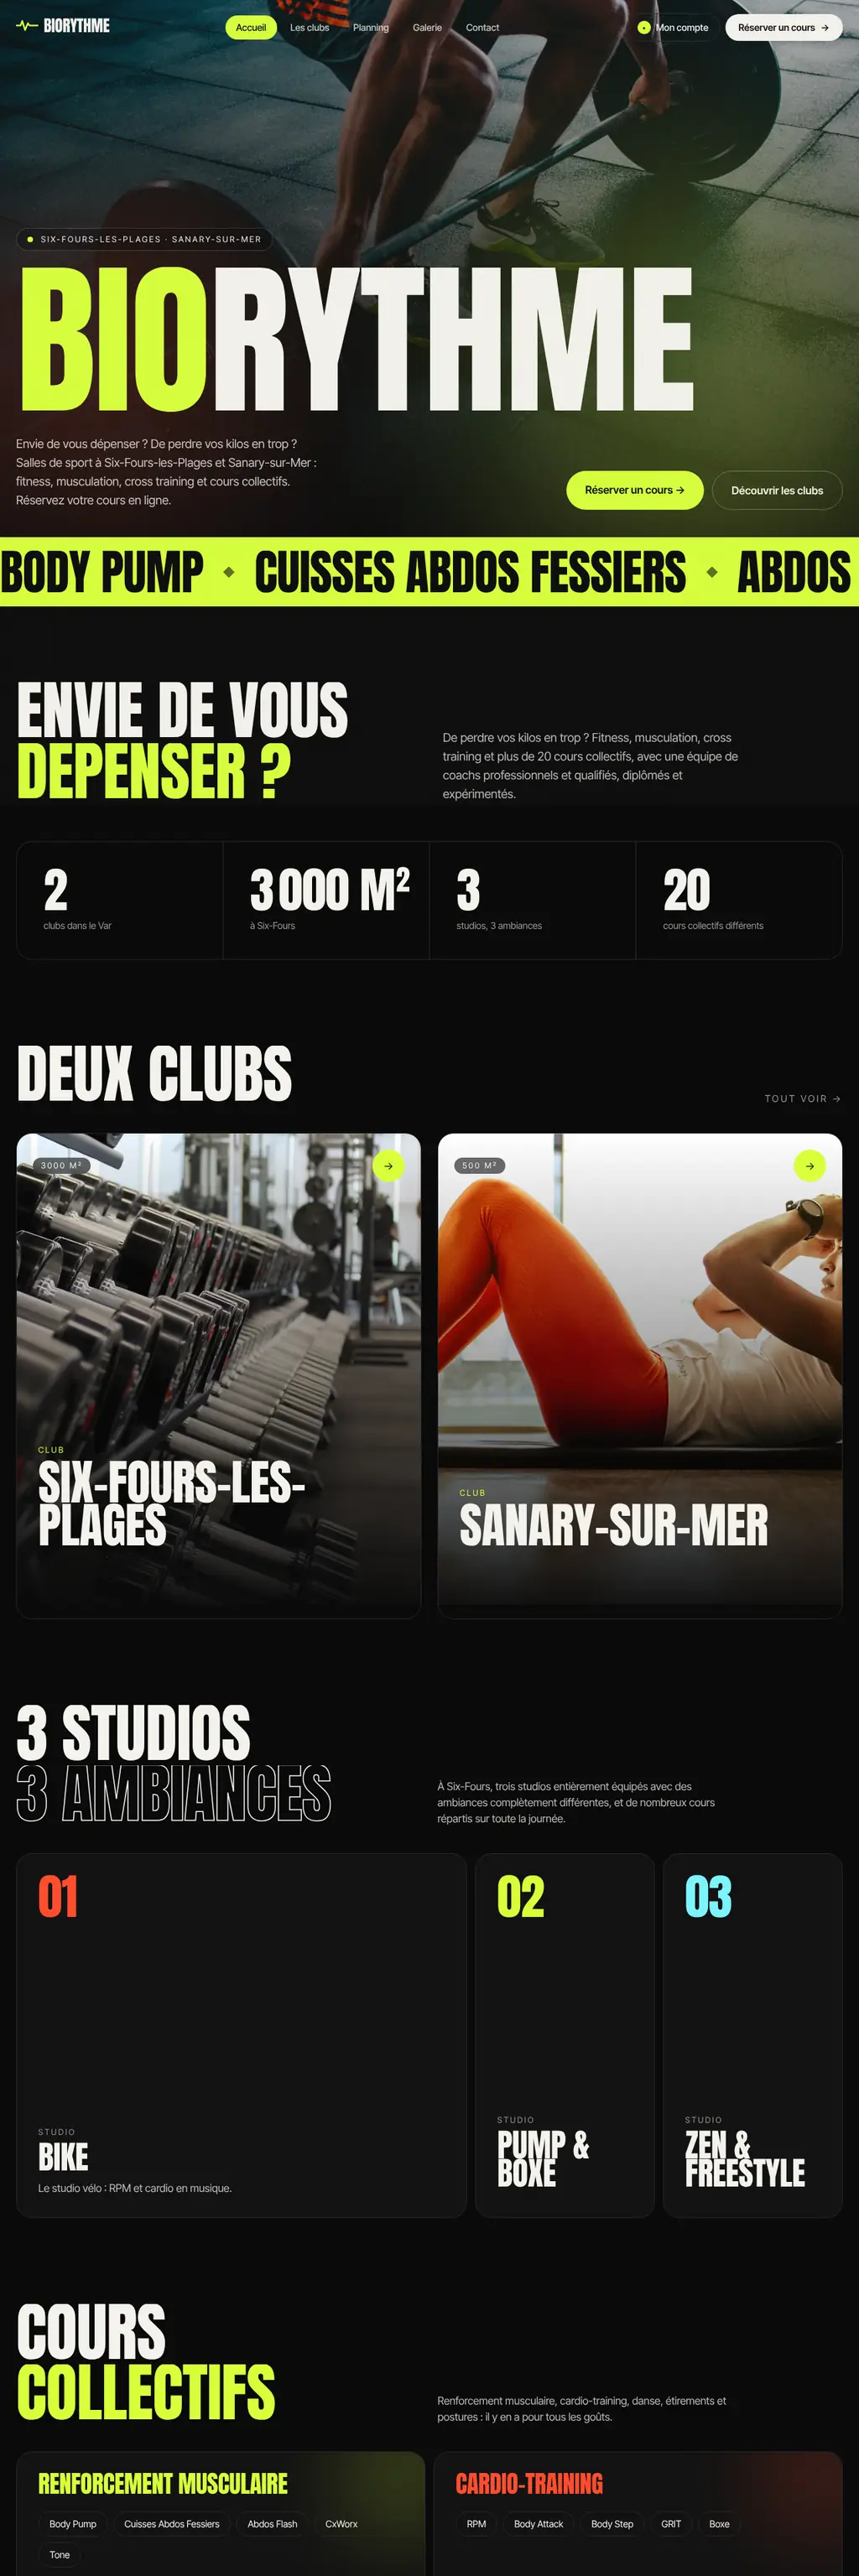 BIORYTHME
Accueil
Les clubs
Planning
Galerie
Contact
Mon compte
Réserver un cours →
SIX-FOURS-LES-PLAGES · SANARY-SUR-MER
BIORYTHME
Envie de vous dépenser ? De perdre vos kilos en trop ?
Salles de sport à Six-Fours-les-Plages et Sanary-sur-Mer :
fitness, musculation, cross training et cours collectifs.
Réservez votre cours en ligne.
Réserver un cours →
Découvrir les clubs
BODY PUMP ◆ CUISSES ABDOS FESSIERS ◆ ABDOS
ENVIE DE VOUS
DEPENSER ?
De perdre vos kilos en trop ? Fitness, musculation, cross
training et plus de 20 cours collectifs, avec une équipe de
coachs professionnels et qualifiés, diplômés et
expérimentés.
2
clubs dans le Var
3 000 M²
à Six-Fours
3
studios, 3 ambiances
20
cours collectifs différents
DEUX CLUBS
TOUT VOIR →
3000 M²
→
CLUB
SIX-FOURS-LES-
PLAGES
500 M²
→
CLUB
SANARY-SUR-MER
3 STUDIOS
3 AMBIANCES
À Six-Fours, trois studios entièrement équipés avec des
ambiances complètement différentes, et de nombreux cours
répartis sur toute la journée.
01
STUDIO
BIKE
Le studio vélo : RPM et cardio en musique.
02
STUDIO
PUMP &
BOXE
03
STUDIO
ZEN &
FREESTYLE
COURS
COLLECTIFS
Renforcement musculaire, cardio-training, danse, étirements et
postures : il y en a pour tous les goûts.
RENFORCEMENT MUSCULAIRE
Body Pump
Cuisses Abdos Fessiers
Abdos Flash
CxWorx
Tone
CARDIO-TRAINING
RPM
Body Attack
Body Step
GRIT
Boxe